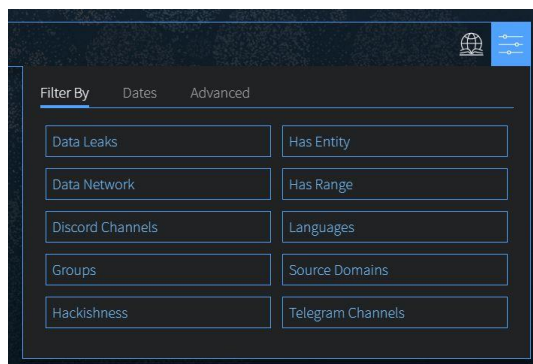 Filter By Dates Advanced
Data Leaks Has Entity
Data Network Has Range
Discord Channels Languages
Groups Source Domains
Hackishness Telegram Channels